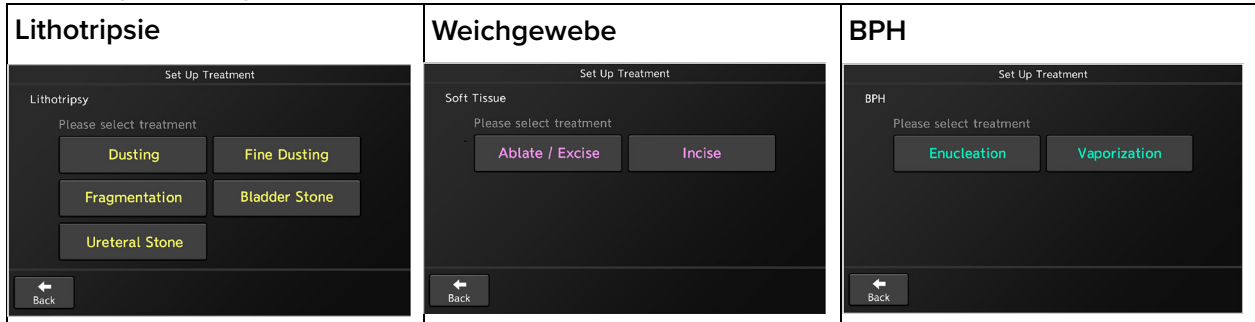 Lithotripsie
Set Up Treatment
Lithotripsy
Please select treatment
Dusting
Fine Dusting
Fragmentation
Bladder Stone
Ureteral Stone
Back
Weichgewebe
Set Up Treatment
Soft Tissue
Please select treatment
Ablate / Excise
Incise
Back
BPH
Set Up Treatment
BPH
Please select treatment
Enucleation
Vaporization
Back